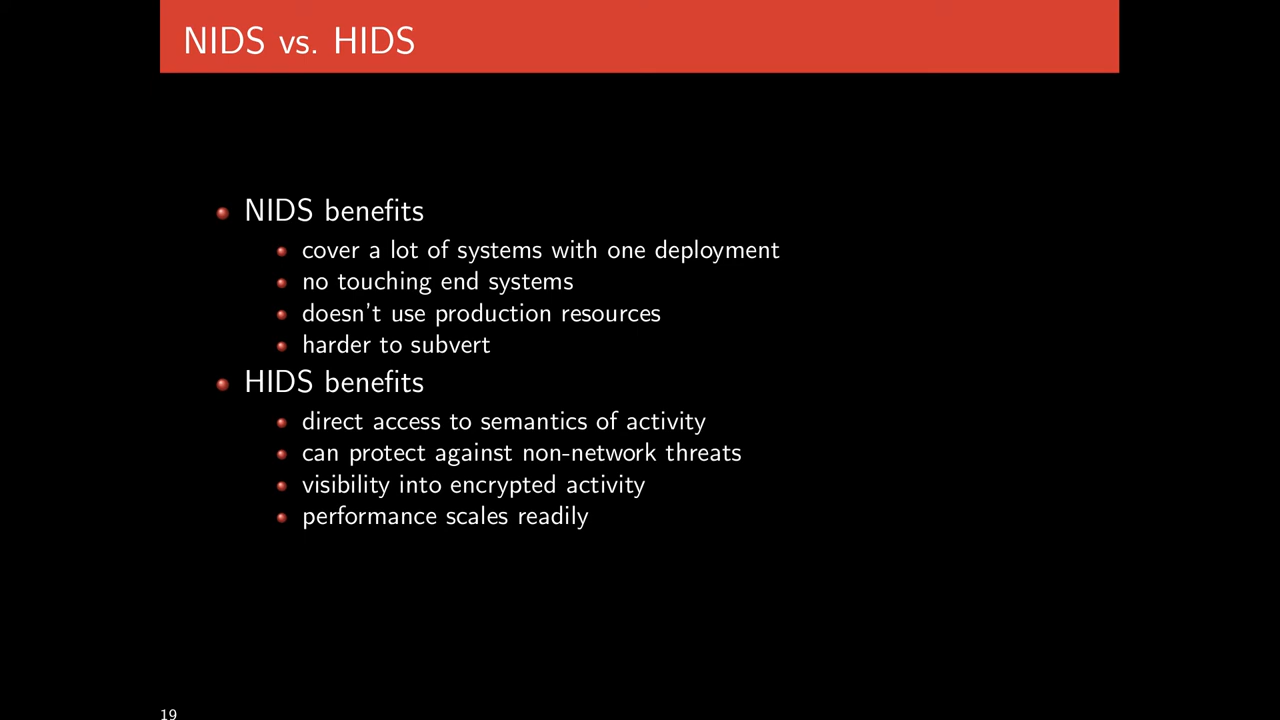 NIDS vs. HIDS
NIDS benefits
cover a lot of systems with one deployment
no touching end systems
doesn't use production resources
harder to subvert
HIDS benefits
direct access to semantics of activity
can protect against non-network threats
visibility into encrypted activity
performance scales readily
19